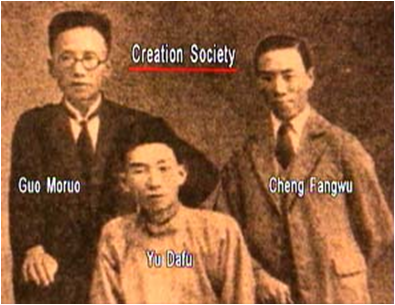 Creation Society
Guo Moruo
Cheng Fangwu
Yu Dafu